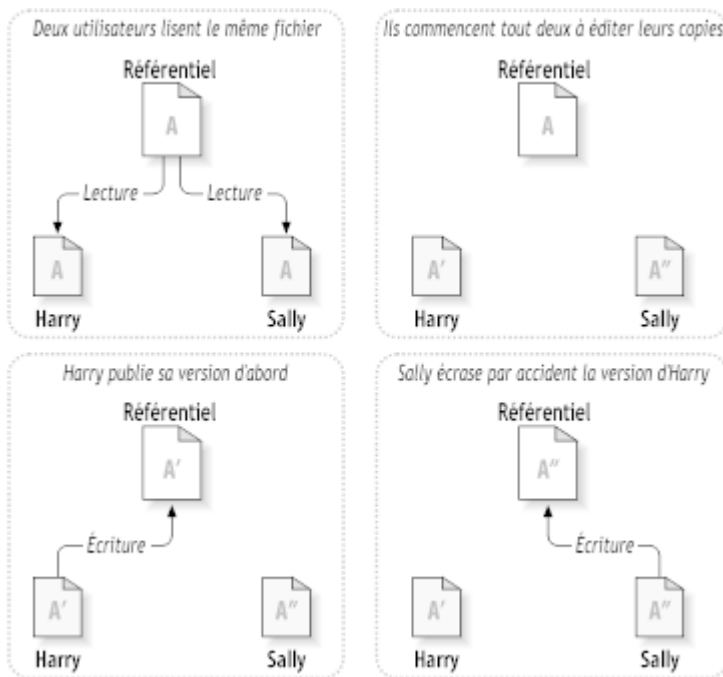 Deux utilisateurs lisent le même fichier
Référentiel
A
Lecture
Lecture
A
A
Harry
Sally
Ils commencent tout deux à éditer leurs copies
Référentiel
A
A'
A"
Harry
Sally
Harry publie sa version d'abord
Référentiel
A'
Écriture
A'
A"
Harry
Sally
Sally écrase par accident la version d'Harry
Référentiel
A"
Écriture
A'
A"
Harry
Sally